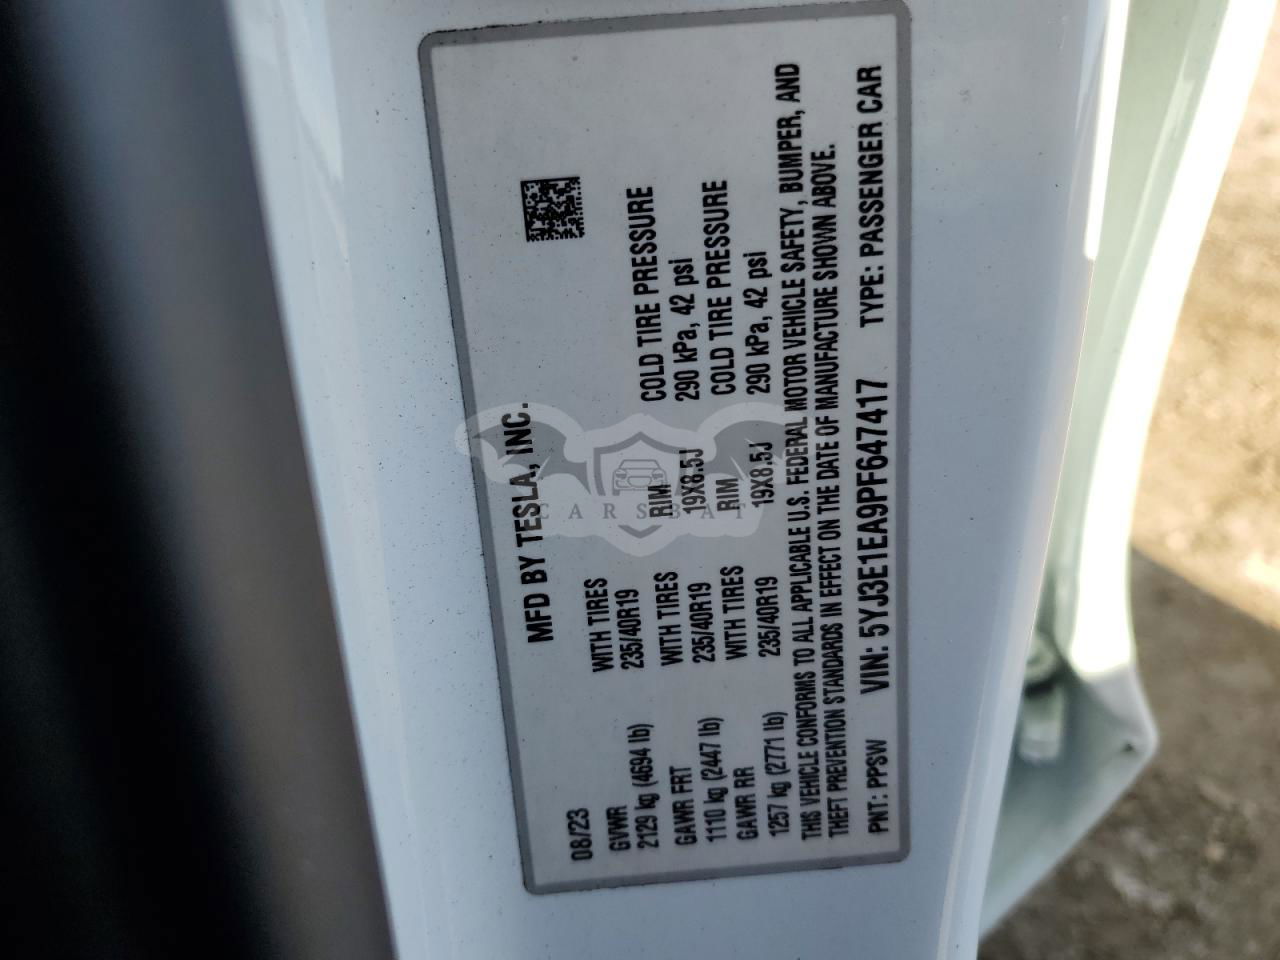 MFD BY TESLA, INC.
08/23
GVWR WITH TIRES RIM COLD TIRE PRESSURE
2129 kg (4694 lb) 235/40R19 19X8.5J 290 kPa, 42 psi
GAWR FRT WITH TIRES RIM COLD TIRE PRESSURE
1110 kg (2447 lb) 235/40R19 19X8.5J 290 kPa, 42 psi
GAWR RR WITH TIRES
1257 kg (2771 lb) 235/40R19
THIS VEHICLE CONFORMS TO ALL APPLICABLE U.S. FEDERAL MOTOR VEHICLE SAFETY, BUMPER, AND
THEFT PREVENTION STANDARDS IN EFFECT ON THE DATE OF MANUFACTURE SHOWN ABOVE.
PNT: PPSW VIN: 5YJ3E1EA9PF647417 TYPE: PASSENGER CAR
CARSBAT